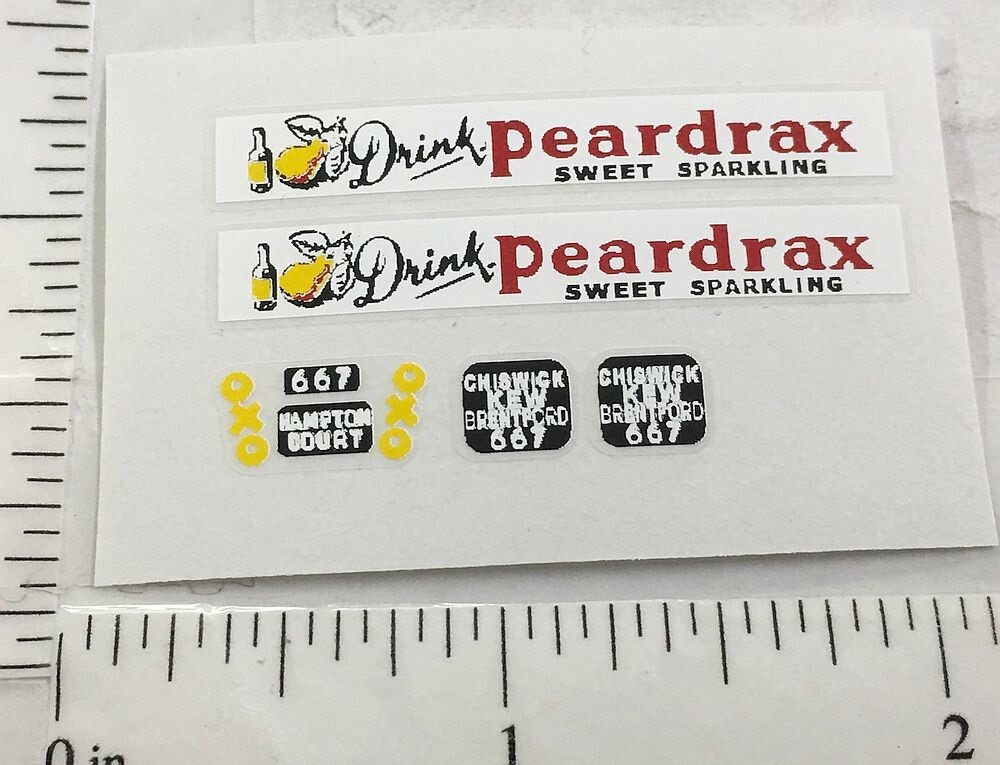 Drink peardrax
SWEET SPARKLING
Drink peardrax
SWEET SPARKLING
OXO
667
HAMPTON
COURT
OXO
CHISWICK
KEW
BRENTFORD
667
CHISWICK
KEW
BRENTFORD
667
0 in
1
2